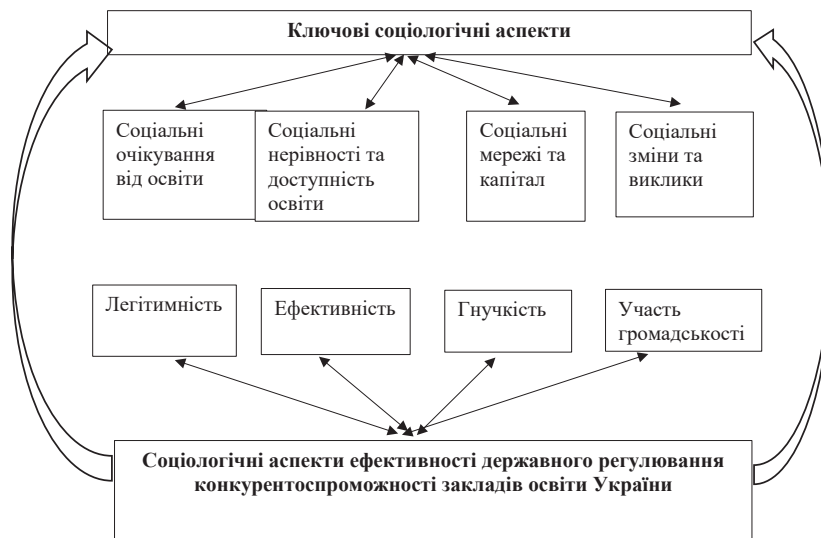 Ключові соціологічні аспекти
Соціальні
очікування
від освіти
Соціальні
нерівності та
доступність
освіти
Соціальні
мережі та
капітал
Соціальні
зміни та
виклики
Легітимність
Ефективність
Гнучкість
Участь
громадськості
Соціологічні аспекти ефективності державного регулювання
конкурентоспроможності закладів освіти України